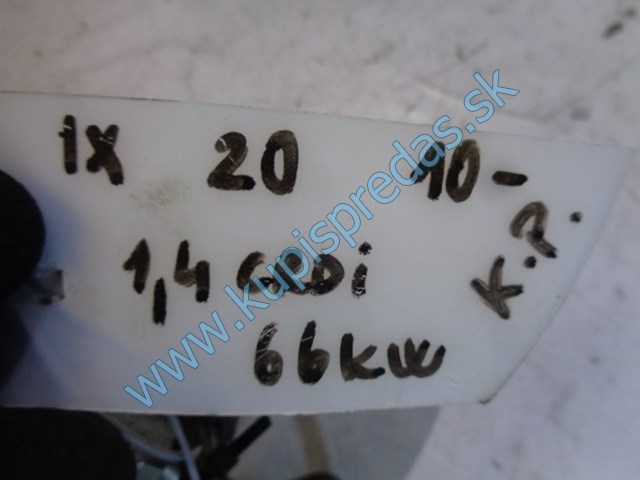 IX 20 10-
1,4 CRDi
66kW
K.P.
www.kupispredas.sk